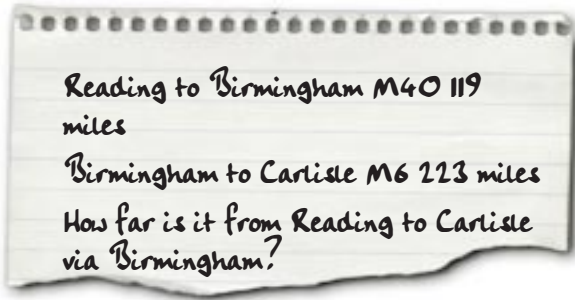 Reading to Birmingham M40 119
miles
Birmingham to Carlisle M6 223 miles
How far is it from Reading to Carlisle
via Birmingham?